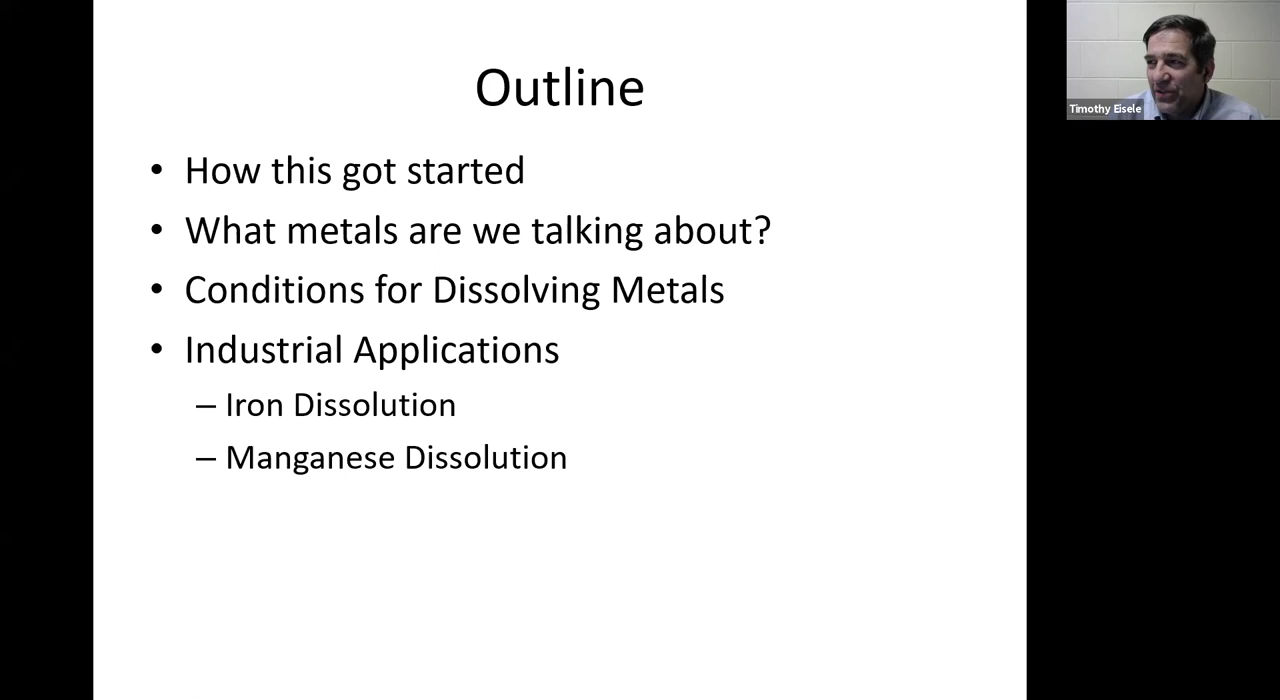 Outline
• How this got started
• What metals are we talking about?
• Conditions for Dissolving Metals
• Industrial Applications
– Iron Dissolution
– Manganese Dissolution
Timothy Eisele